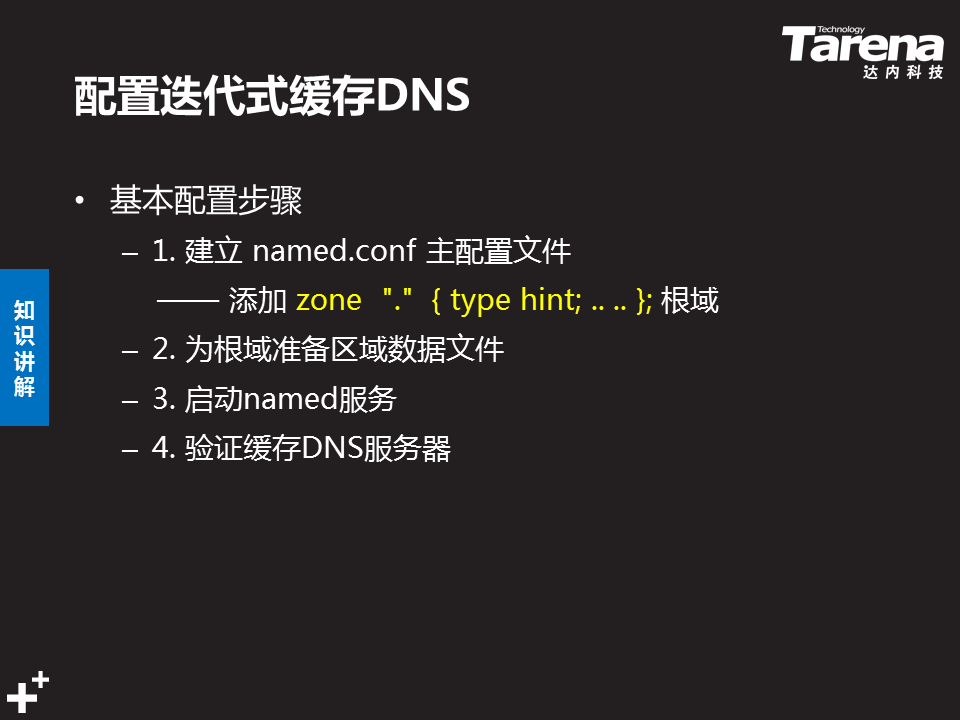 Technology
Tarena
达内科技
配置迭代式缓存DNS
• 基本配置步骤
– 1. 建立 named.conf 主配置文件
—— 添加 zone "." { type hint; .. .. }; 根域
– 2. 为根域准备区域数据文件
– 3. 启动named服务
– 4. 验证缓存DNS服务器
知识讲解